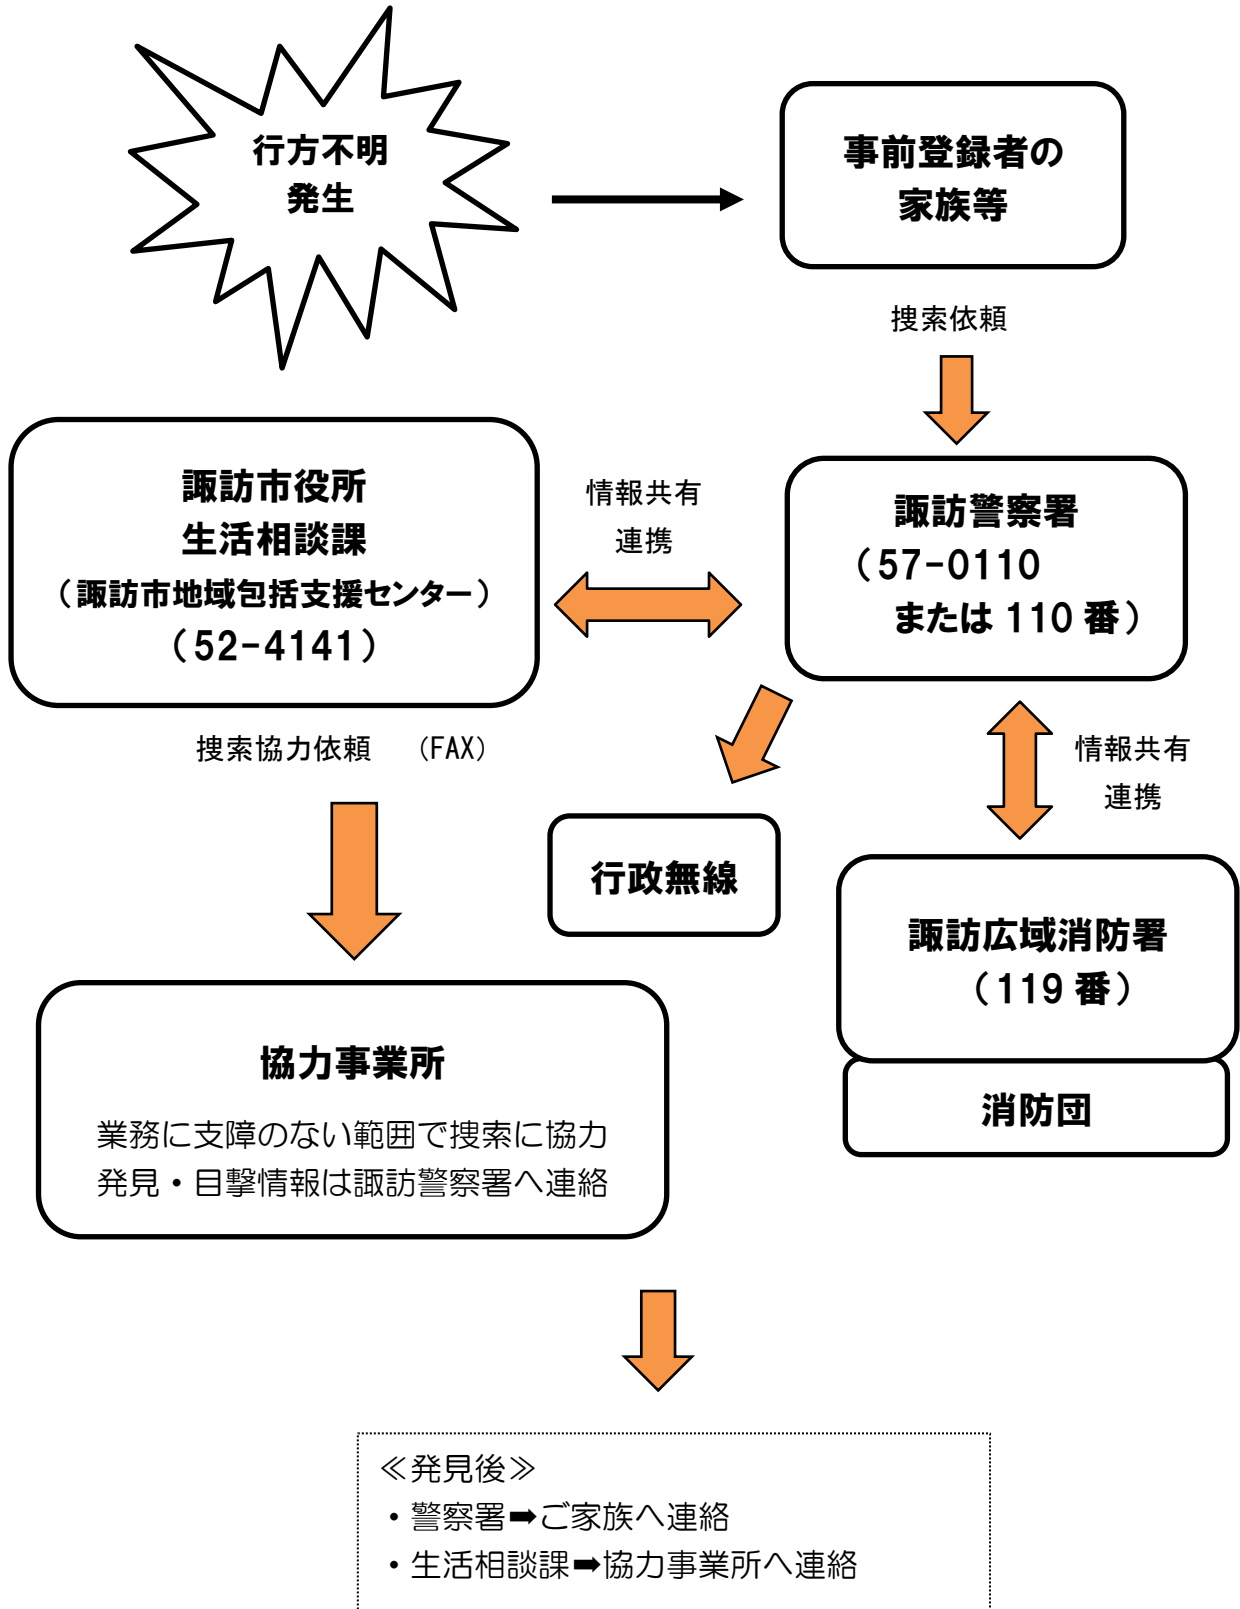 行方不明
発生
事前登録者の
家族等
捜索依頼
諏訪市役所
生活相談課
（諏訪市地域包括支援センター）
（52-4141）
情報共有
連携
諏訪警察署
（57-0110
または 110 番）
捜索協力依頼　（FAX）
情報共有
連携
行政無線
諏訪広域消防署
（119 番）
消防団
協力事業所
業務に支障のない範囲で捜索に協力
発見・目撃情報は諏訪警察署へ連絡
≪発見後≫
・警察署➡ご家族へ連絡
・生活相談課➡協力事業所へ連絡